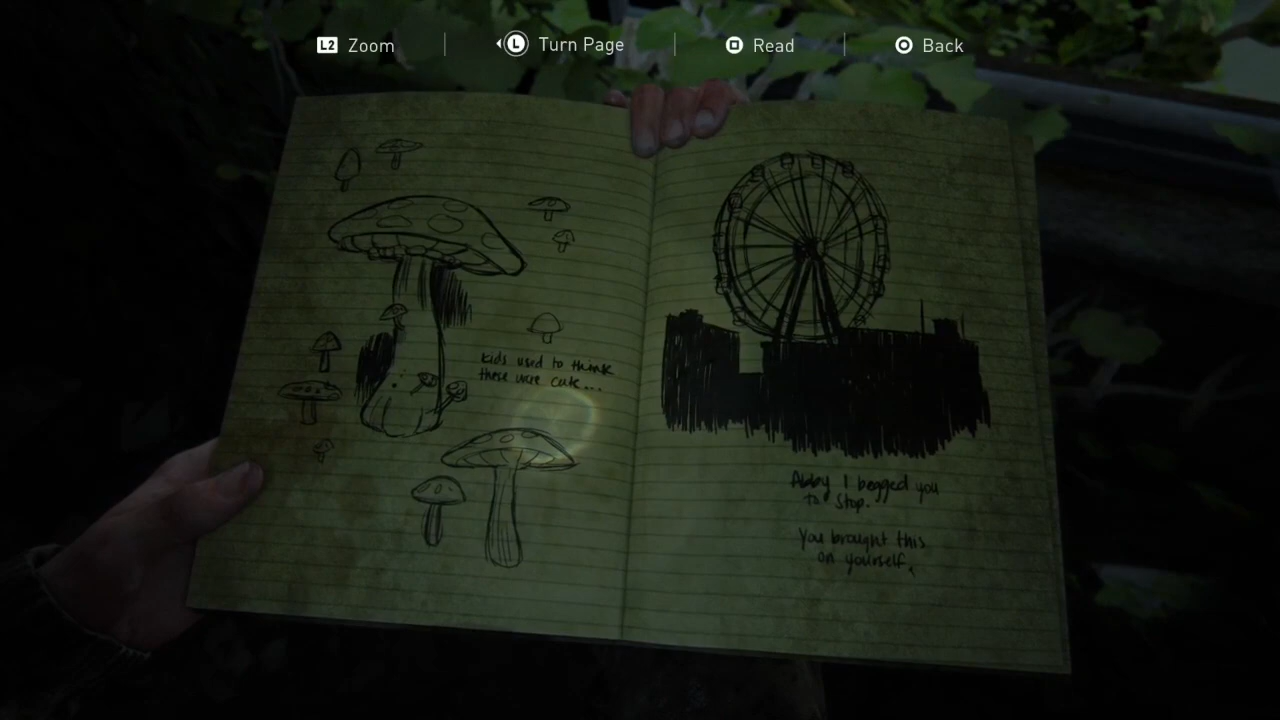 L2 Zoom
L Turn Page
Read
Back
Kids used to think
these were cute...
Abby I begged you
to stop.
You brought this
on yourself.